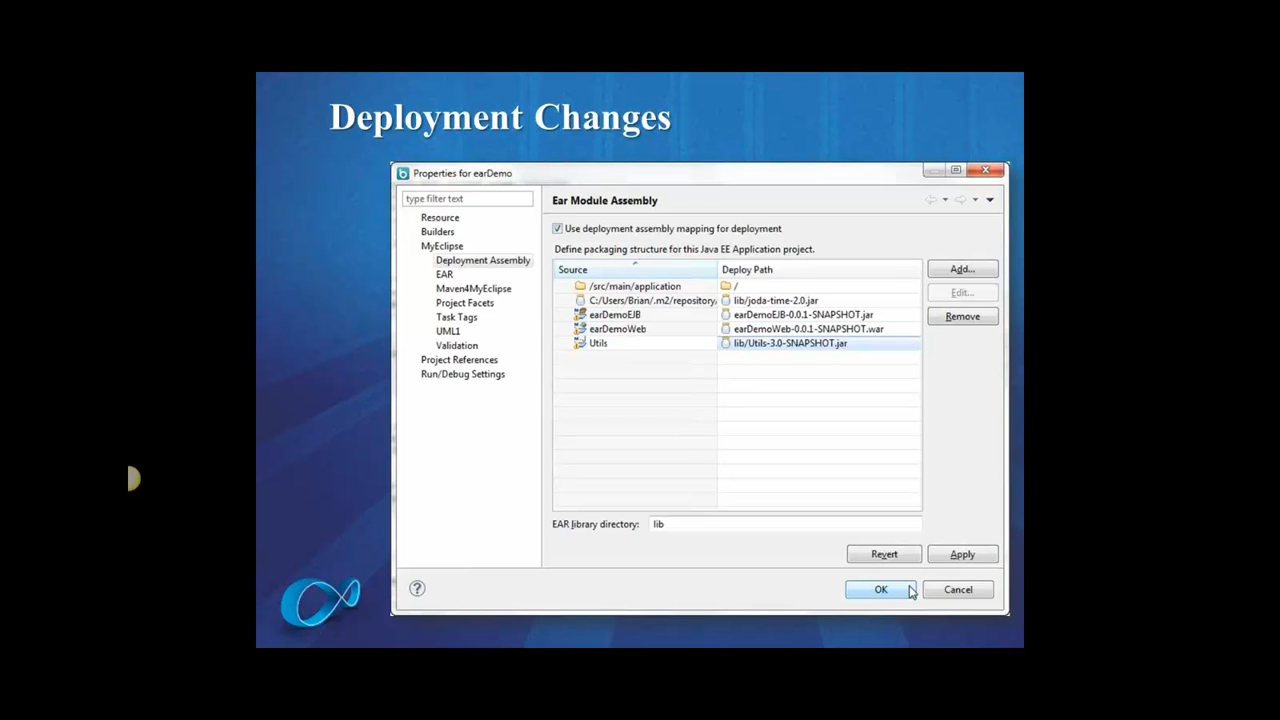 Deployment Changes
Properties for earDemo
type filter text
Resource
Builders
MyEclipse
Deployment Assembly
EAR
Maven4MyEclipse
Project Facets
Task Tags
UML1
Validation
Project References
Run/Debug Settings
Ear Module Assembly
Use deployment assembly mapping for deployment
Define packaging structure for this Java EE Application project.
Source Deploy Path
/src/main/application /
C:/Users/Brian/.m2/repository, lib/joda-time-2.0.jar
earDemoEJB earDemoEJB-0.0.1-SNAPSHOT.jar
earDemoWeb earDemoWeb-0.0.1-SNAPSHOT.war
Utils lib/Utils-3.0-SNAPSHOT.jar
Add...
Edit...
Remove
EAR library directory: lib
Revert Apply
OK Cancel